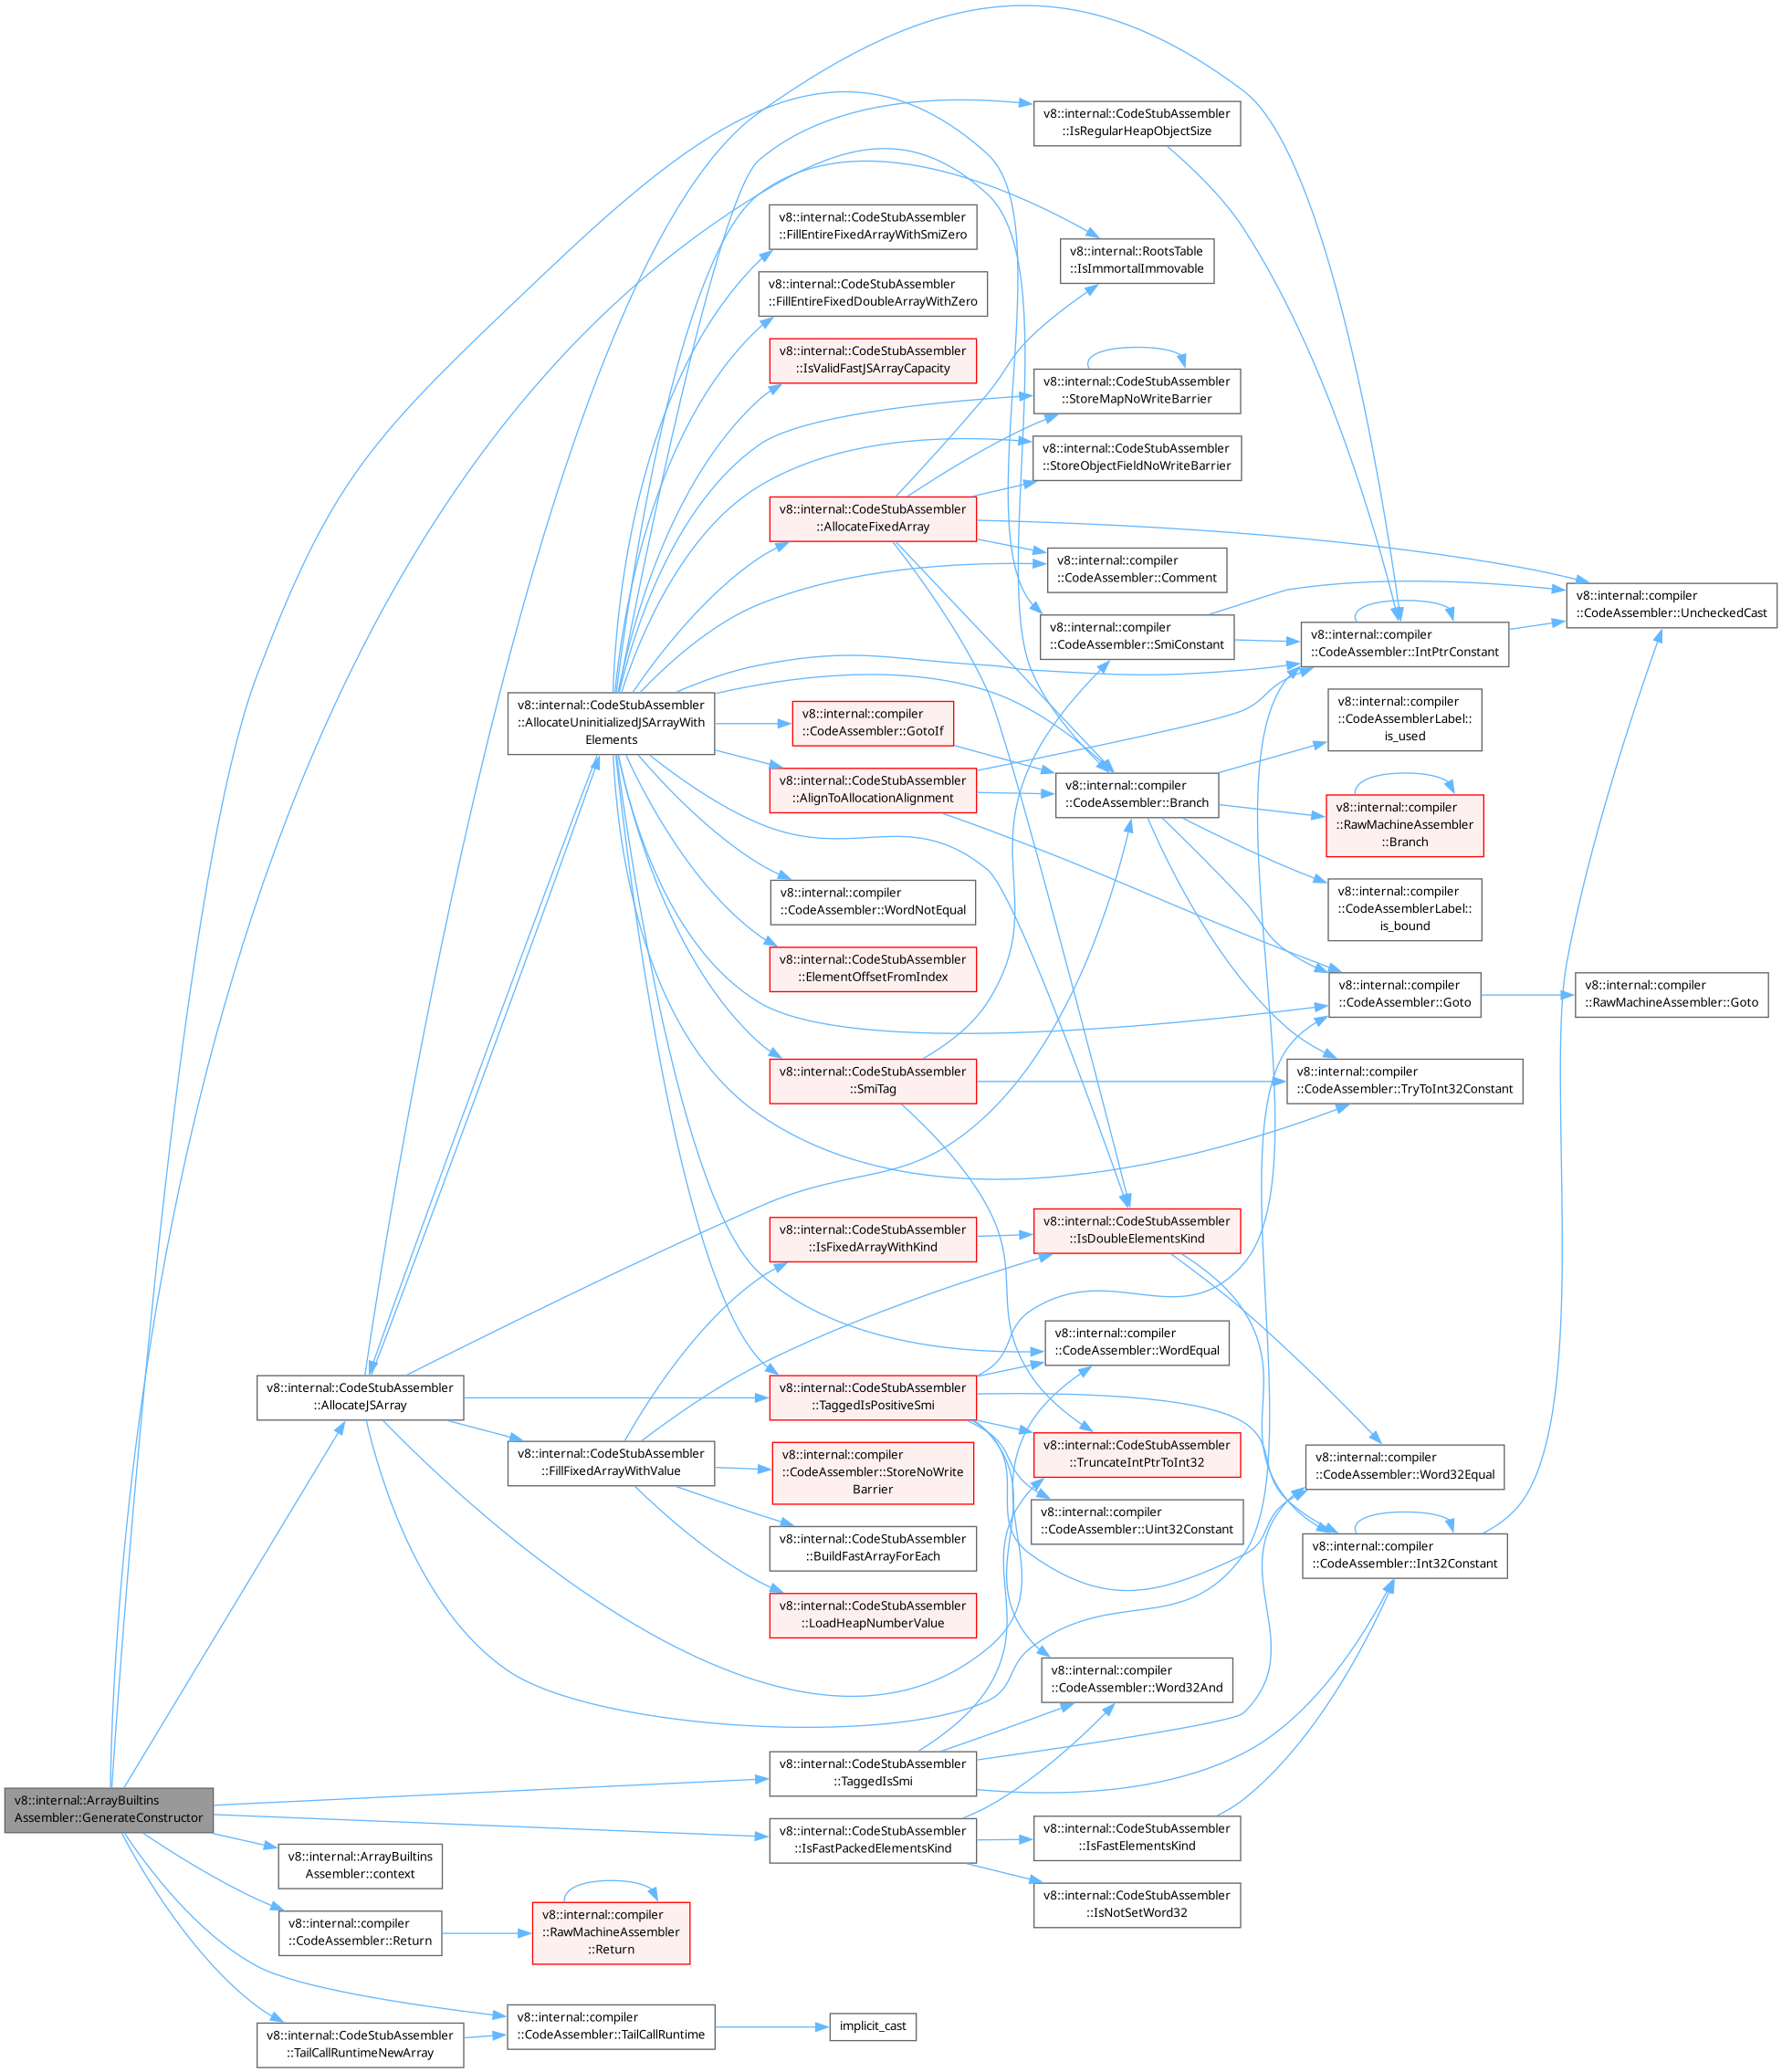 v8::internal::CodeStubAssembler
::IsRegularHeapObjectSize
v8::internal::CodeStubAssembler
::FillEntireFixedArrayWithSmiZero
v8::internal::RootsTable
::IsImmortalImmovable
v8::internal::CodeStubAssembler
::FillEntireFixedDoubleArrayWithZero
v8::internal::CodeStubAssembler
::IsValidFastJSArrayCapacity
v8::internal::CodeStubAssembler
::StoreMapNoWriteBarrier
v8::internal::CodeStubAssembler
::StoreObjectFieldNoWriteBarrier
v8::internal::CodeStubAssembler
::AllocateFixedArray
v8::internal::compiler
::CodeAssembler::Comment
v8::internal::compiler
::CodeAssembler::UncheckedCast
v8::internal::compiler
::CodeAssembler::SmiConstant
v8::internal::compiler
::CodeAssembler::IntPtrConstant
v8::internal::CodeStubAssembler
::AllocateUninitializedJSArrayWith
Elements
v8::internal::compiler
::CodeAssembler::GotoIf
v8::internal::compiler
::CodeAssemblerLabel::
is_used
v8::internal::CodeStubAssembler
::AlignToAllocationAlignment
v8::internal::compiler
::CodeAssembler::Branch
v8::internal::compiler
::RawMachineAssembler
::Branch
v8::internal::compiler
::CodeAssembler::WordNotEqual
v8::internal::compiler
::CodeAssemblerLabel::
is_bound
v8::internal::CodeStubAssembler
::ElementOffsetFromIndex
v8::internal::compiler
::CodeAssembler::Goto
v8::internal::compiler
::RawMachineAssembler::Goto
v8::internal::CodeStubAssembler
::SmiTag
v8::internal::compiler
::CodeAssembler::TryToInt32Constant
v8::internal::CodeStubAssembler
::IsFixedArrayWithKind
v8::internal::CodeStubAssembler
::IsDoubleElementsKind
v8::internal::compiler
::CodeAssembler::WordEqual
v8::internal::CodeStubAssembler
::AllocateJSArray
v8::internal::CodeStubAssembler
::TaggedIsPositiveSmi
v8::internal::CodeStubAssembler
::FillFixedArrayWithValue
v8::internal::compiler
::CodeAssembler::StoreNoWrite
Barrier
v8::internal::CodeStubAssembler
::TruncateIntPtrToInt32
v8::internal::compiler
::CodeAssembler::Word32Equal
v8::internal::compiler
::CodeAssembler::Uint32Constant
v8::internal::CodeStubAssembler
::BuildFastArrayForEach
v8::internal::compiler
::CodeAssembler::Int32Constant
v8::internal::CodeStubAssembler
::LoadHeapNumberValue
v8::internal::compiler
::CodeAssembler::Word32And
v8::internal::CodeStubAssembler
::TaggedIsSmi
v8::internal::ArrayBuiltins
Assembler::GenerateConstructor
v8::internal::CodeStubAssembler
::IsFastPackedElementsKind
v8::internal::CodeStubAssembler
::IsFastElementsKind
v8::internal::ArrayBuiltins
Assembler::context
v8::internal::CodeStubAssembler
::IsNotSetWord32
v8::internal::compiler
::CodeAssembler::Return
v8::internal::compiler
::RawMachineAssembler
::Return
v8::internal::compiler
::CodeAssembler::TailCallRuntime
implicit_cast
v8::internal::CodeStubAssembler
::TailCallRuntimeNewArray